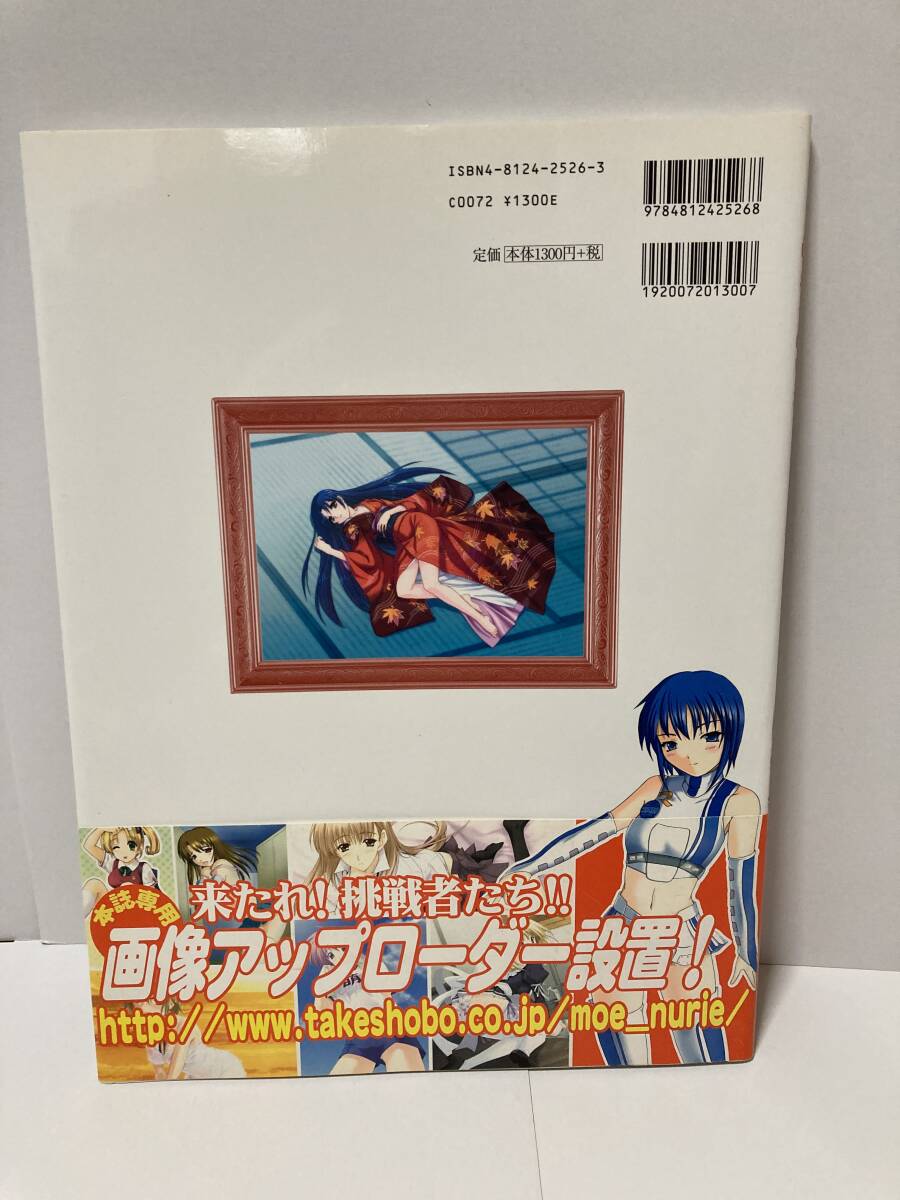 ISBN4-8124-2526-3
C0072 ¥1300E
定価 本体1300円+税
9784812425268
1920072013007
本誌専用
来たれ! 挑戦者たち!!
画像アップローダー設置!
http://www.takeshobo.co.jp/moe_nurie/
萌